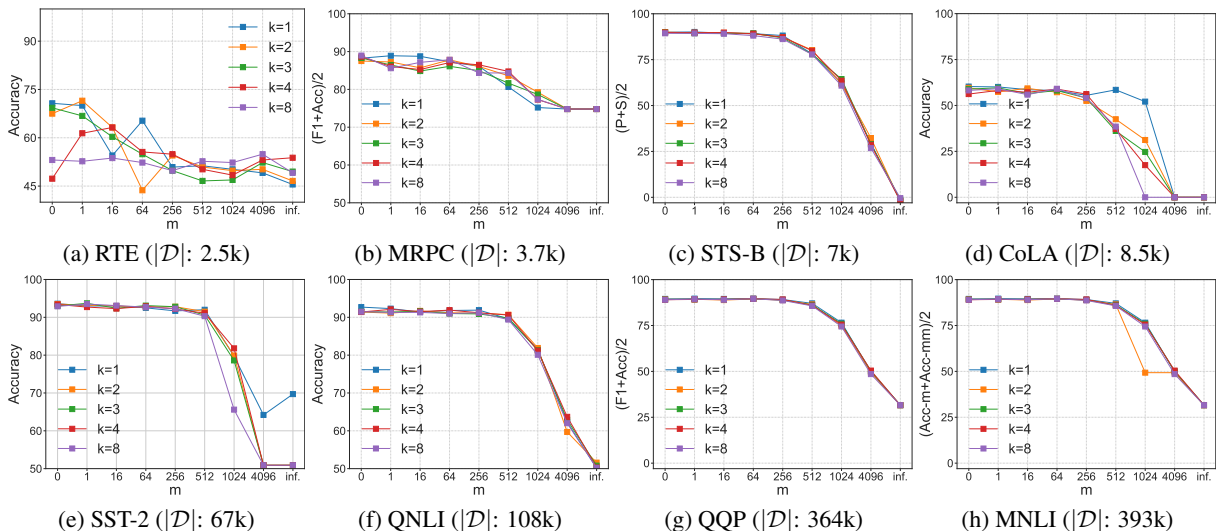 90
75
60
45
Accuracy
k=1
k=2
k=3
k=4
k=8
0 1 16 64 256 512 1024 4096 inf.
m
(a) RTE (|𝒟|: 2.5k)
100
90
80
70
60
50
(F1+Acc)/2
k=1
k=2
k=3
k=4
k=8
0 1 16 64 256 512 1024 4096 inf.
m
(b) MRPC (|𝒟|: 3.7k)
100
75
50
25
0
(P+S)/2
k=1
k=2
k=3
k=4
k=8
0 1 16 64 256 512 1024 4096 inf.
m
(c) STS-B (|𝒟|: 7k)
100
75
50
25
0
Accuracy
k=1
k=2
k=3
k=4
k=8
0 1 16 64 256 512 1024 4096 inf.
m
(d) CoLA (|𝒟|: 8.5k)
100
90
80
70
60
50
Accuracy
k=1
k=2
k=3
k=4
k=8
0 1 16 64 256 512 1024 4096 inf.
m
(e) SST-2 (|𝒟|: 67k)
100
90
80
70
60
50
Accuracy
k=1
k=2
k=3
k=4
k=8
0 1 16 64 256 512 1024 4096 inf.
m
(f) QNLI (|𝒟|: 108k)
100
75
50
25
0
(F1+Acc)/2
k=1
k=2
k=3
k=4
k=8
0 1 16 64 256 512 1024 4096 inf.
m
(g) QQP (|𝒟|: 364k)
100
75
50
25
0
(Acc-m+Acc-mm)/2
k=1
k=2
k=3
k=4
k=8
0 1 16 64 256 512 1024 4096 inf.
m
(h) MNLI (|𝒟|: 393k)